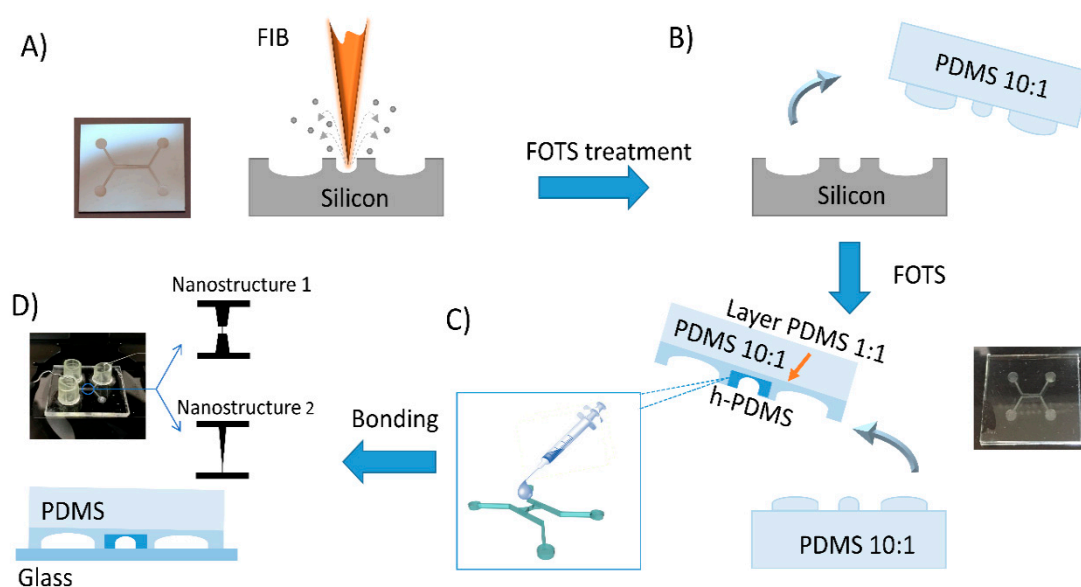 A)
FIB
Silicon
FOTS treatment
B)
PDMS 10:1
Silicon
FOTS
C)
Layer PDMS 1:1
PDMS 10:1
h-PDMS
PDMS 10:1
Bonding
D)
Nanostructure 1
Nanostructure 2
PDMS
Glass